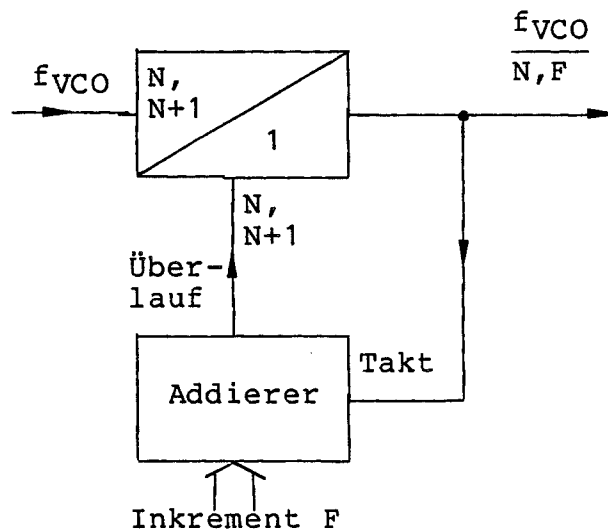 fVCO
N,
N+1
1
fVCO
N,F
N,
N+1
Über-
lauf
Takt
Addierer
Inkrement F